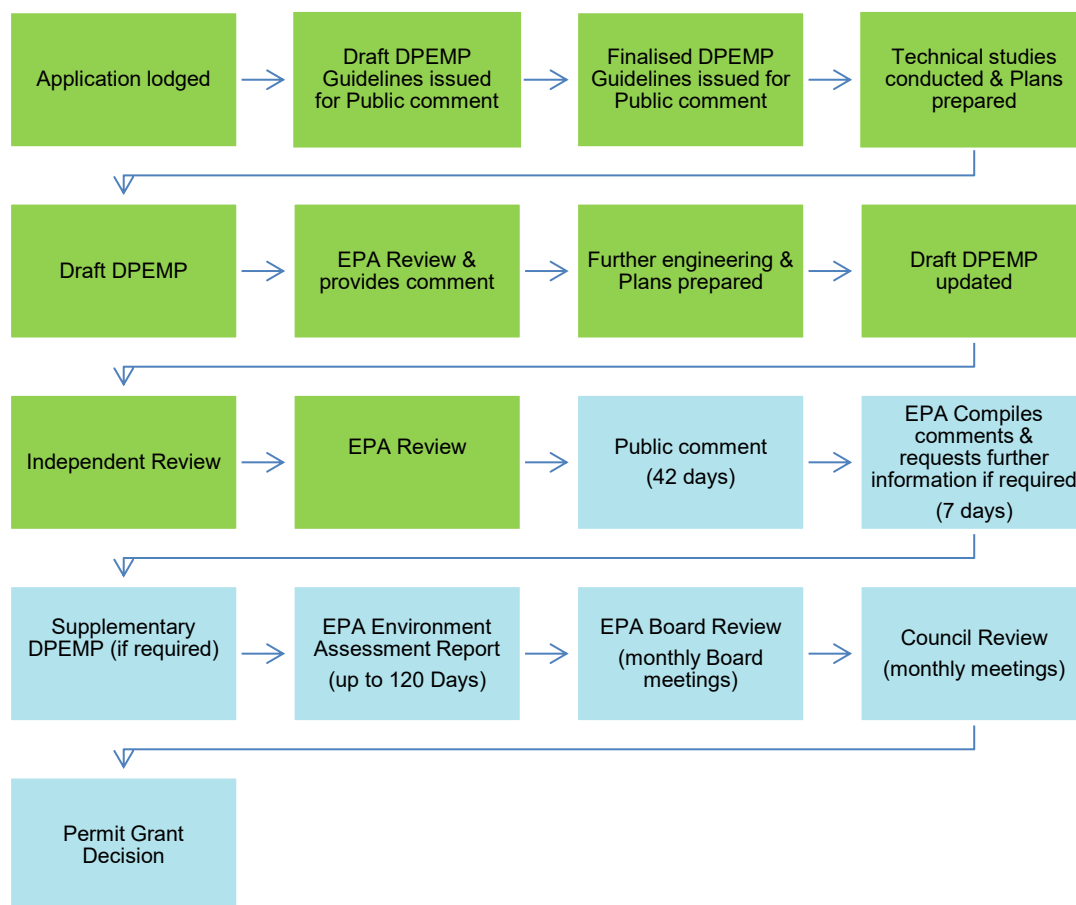 Application lodged
Draft DPEMP
Guidelines issued
for Public comment
Finalised DPEMP
Guidelines issued for
Public comment
Technical studies
conducted & Plans
prepared
Draft DPEMP
EPA Review &
provides comment
Further engineering &
Plans prepared
Draft DPEMP
updated
Independent Review
EPA Review
Public comment
(42 days)
EPA Compiles
comments &
requests further
information if required
(7 days)
Supplementary
DPEMP (if required)
EPA Environment
Assessment Report
(up to 120 Days)
EPA Board Review
(monthly Board
meetings)
Council Review
(monthly meetings)
Permit Grant
Decision